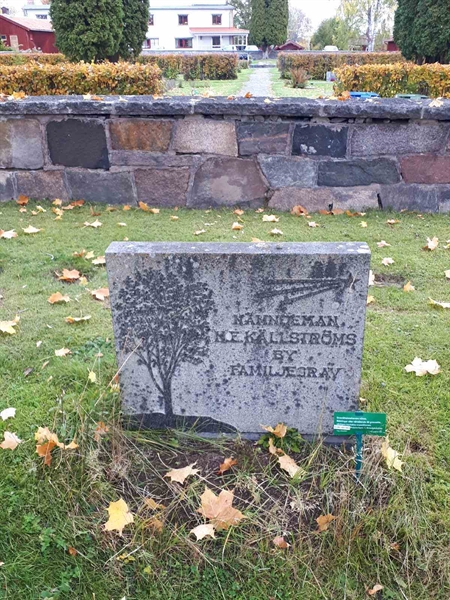 NÄMNDEMAN
N.E. KÄLLSTRÖMS
BY
FAMILJEGRAV